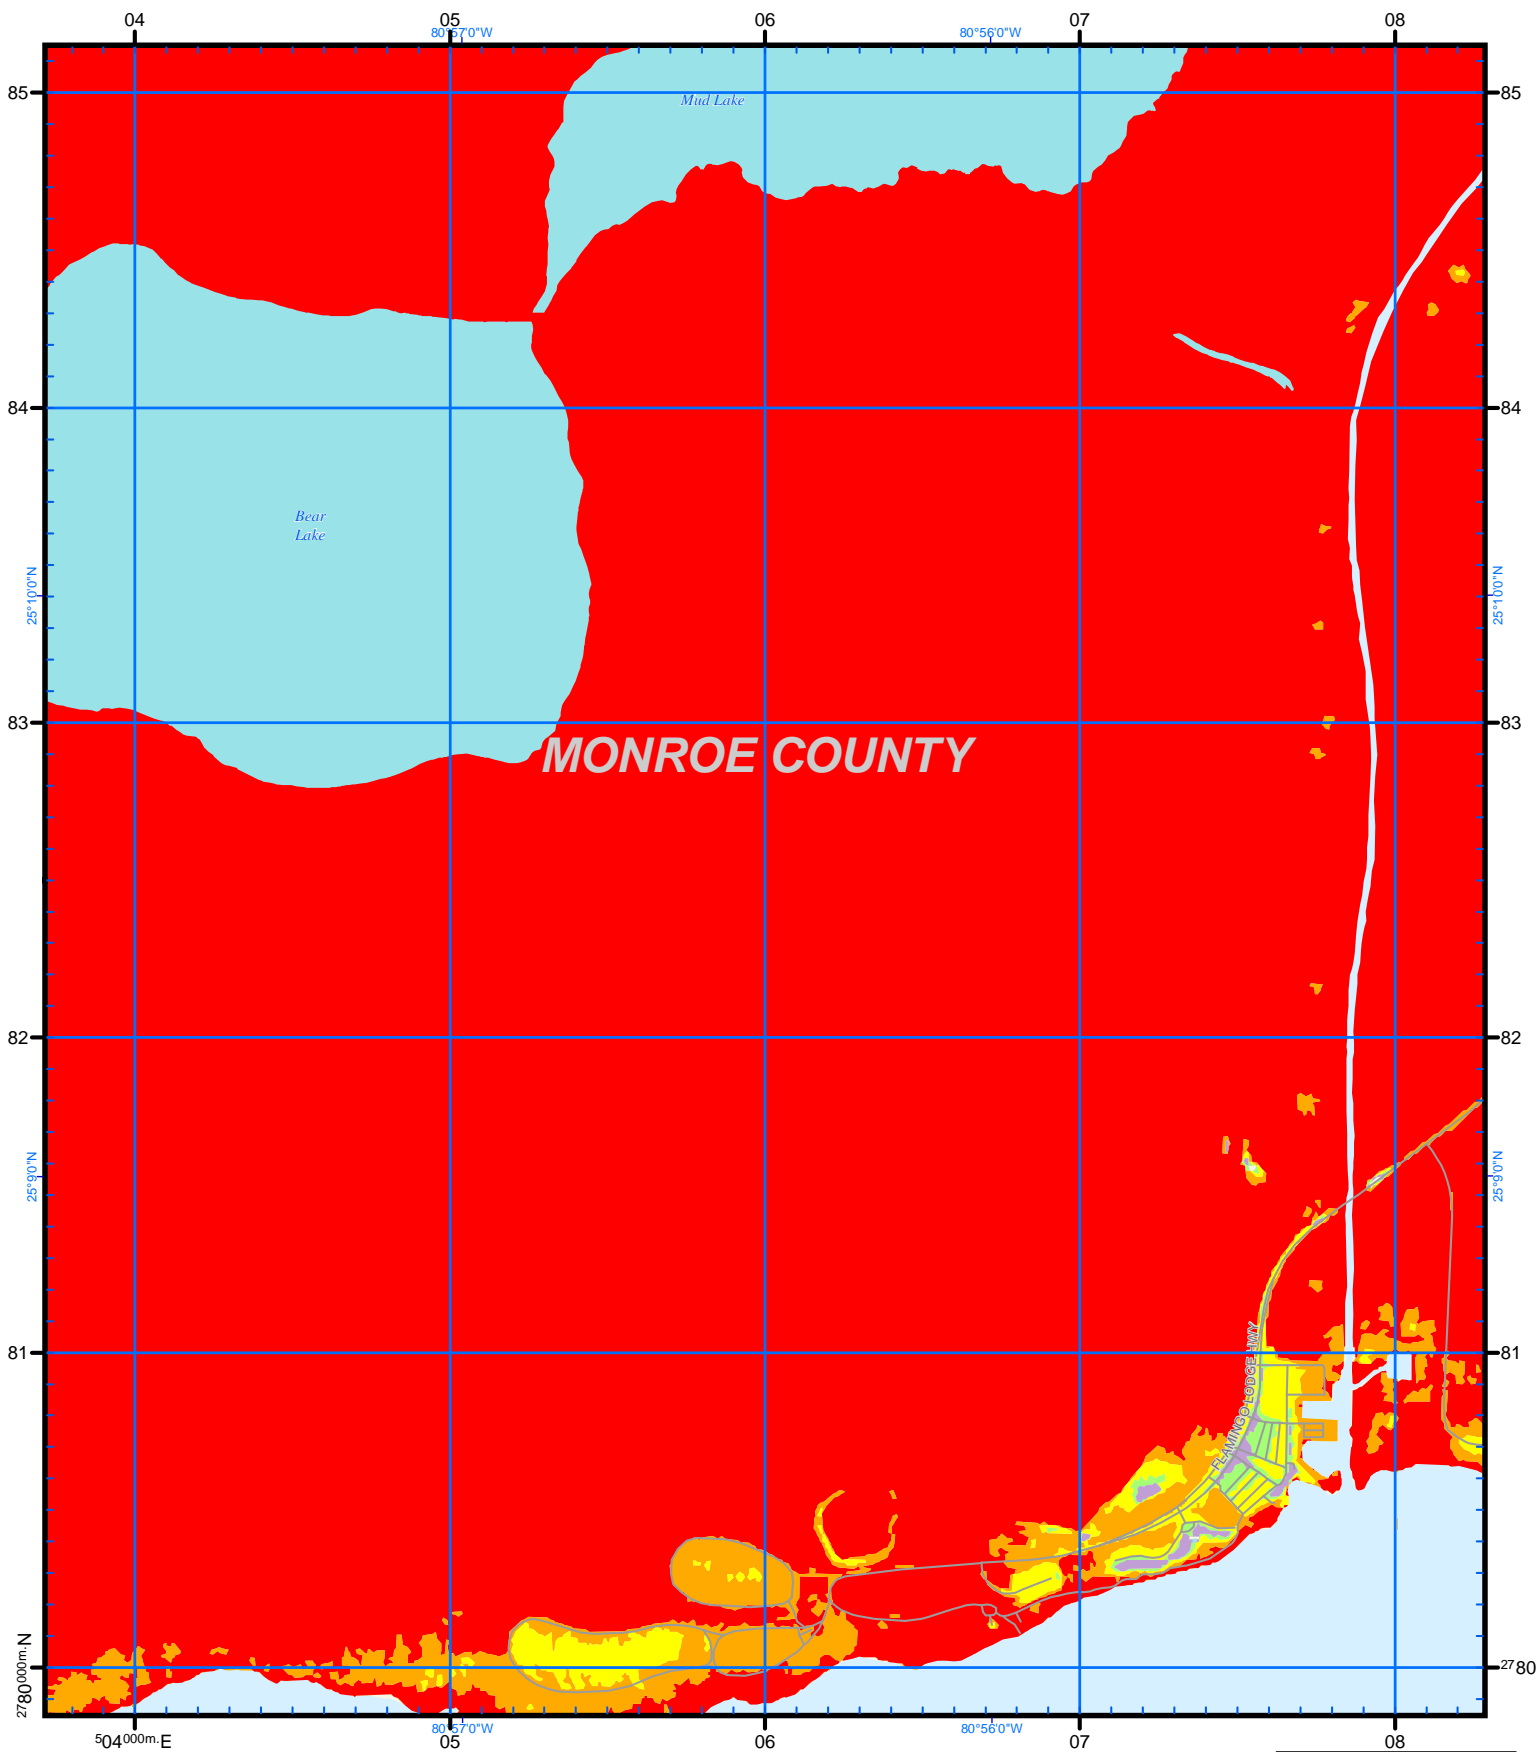 04 05 06 07 08
80°57'0"W 80°56'0"W
85 85
Mud Lake
84 84
Bear
Lake
25°10'0"N 25°10'0"N
83 83
MONROE COUNTY
82 82
25°9'0"N 25°9'0"N
81 81
FLAMINGO LODGE HWY
2780000m. N 2780
80°57'0"W 80°56'0"W
504000m. E 05 06 07 08